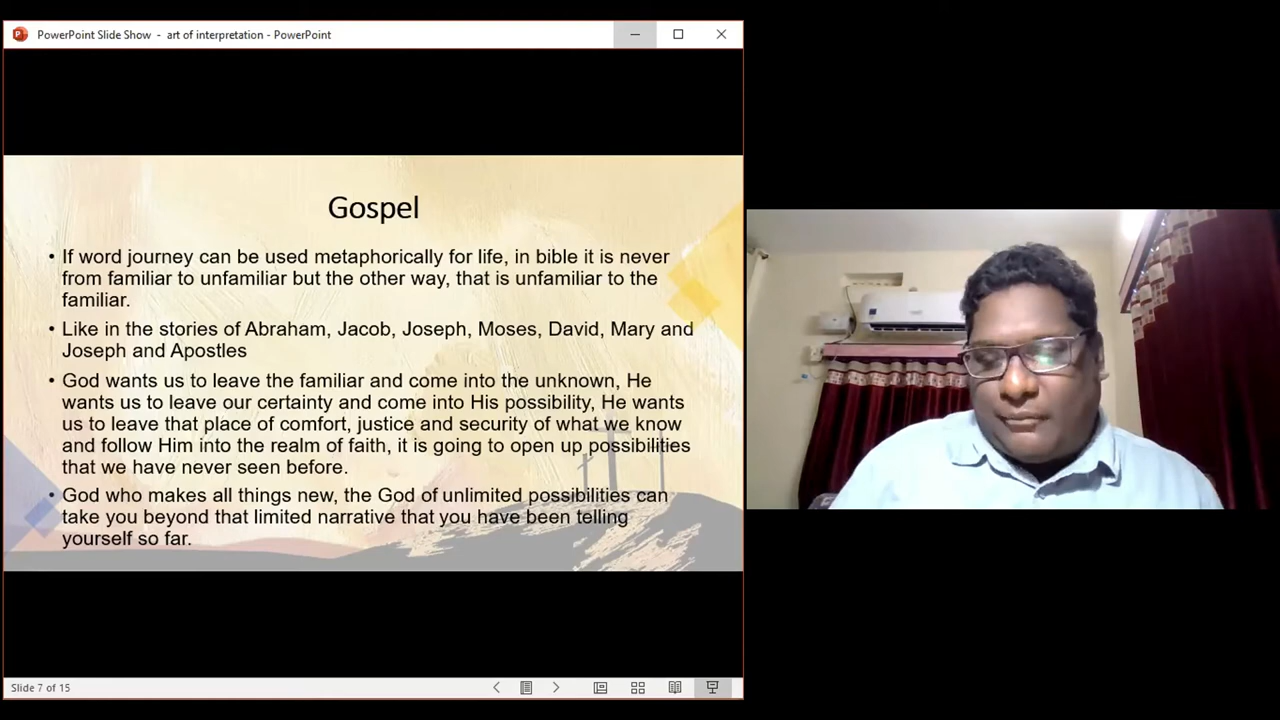 PowerPoint Slide Show - art of interpretation - PowerPoint
Gospel
• If word journey can be used metaphorically for life, in bible it is never
from familiar to unfamiliar but the other way, that is unfamiliar to the
familiar.
• Like in the stories of Abraham, Jacob, Joseph, Moses, David, Mary and
Joseph and Apostles
• God wants us to leave the familiar and come into the unknown, He
wants us to leave our certainty and come into His possibility, He wants
us to leave that place of comfort, justice and security of what we know
and follow Him into the realm of faith, it is going to open up possibilities
that we have never seen before.
• God who makes all things new, the God of unlimited possibilities can
take you beyond that limited narrative that you have been telling
yourself so far.
Slide 7 of 15